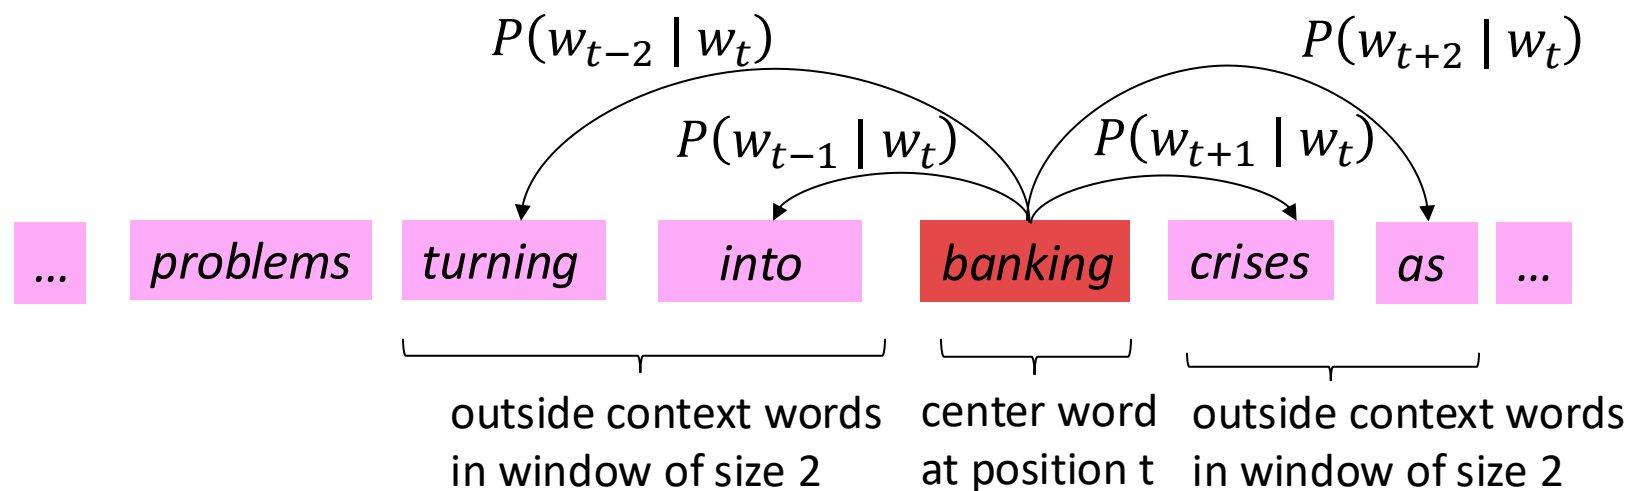 P(w_{t−2} | w_t) P(w_{t+2} | w_t)
P(w_{t−1} | w_t) P(w_{t+1} | w_t)
... problems turning into banking crises as ...
outside context words
in window of size 2
center word
at position t
outside context words
in window of size 2